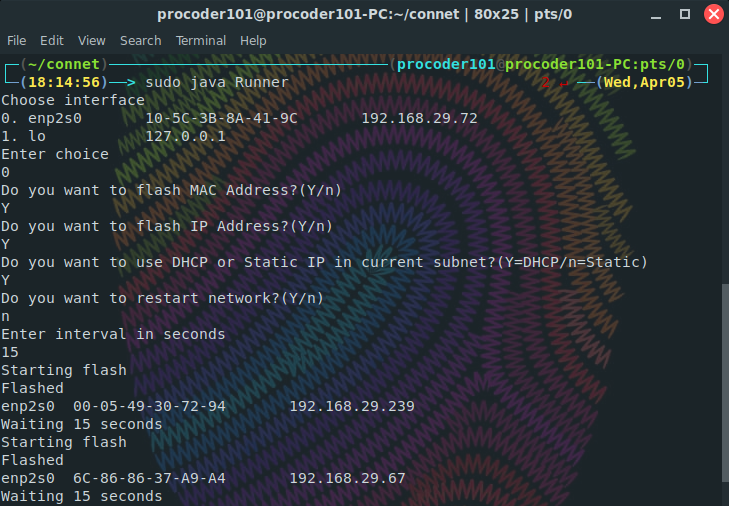 procoder101@procoder101-PC:~/connet | 80x25 | pts/0
File Edit View Search Terminal Help
(~/connet) (procoder101@procoder101-PC:pts/0)
(18:14:56)──> sudo java Runner 2 ↵ ──(Wed,Apr05)
Choose interface
0. enp2s0 10-5C-3B-8A-41-9C 192.168.29.72
1. lo 127.0.0.1
Enter choice
0
Do you want to flash MAC Address?(Y/n)
Y
Do you want to flash IP Address?(Y/n)
Y
Do you want to use DHCP or Static IP in current subnet?(Y=DHCP/n=Static)
Y
Do you want to restart network?(Y/n)
n
Enter interval in seconds
15
Starting flash
Flashed
enp2s0 00-05-49-30-72-94 192.168.29.239
Waiting 15 seconds
Starting flash
Flashed
enp2s0 6C-86-86-37-A9-A4 192.168.29.67
Waiting 15 seconds